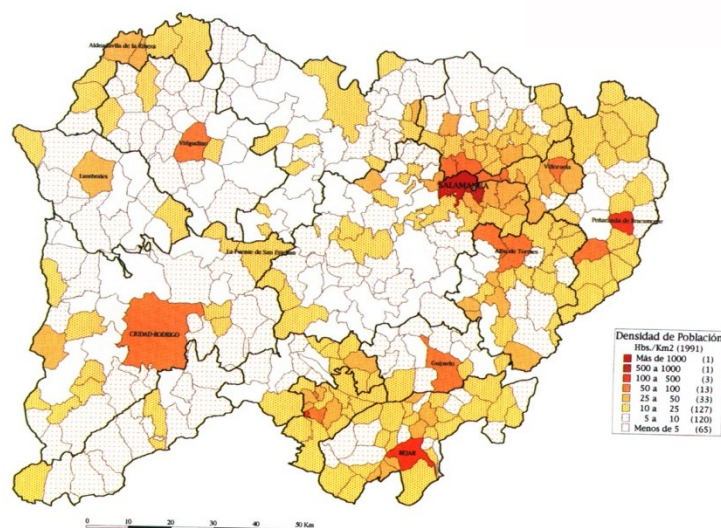 Aldeadávila de la Ribera
Vitigudino
Lumbrales
SALAMANCA
Villoruela
Peñaranda de Bracamonte
Alba de Tormes
La Fuente de San Esteban
CIUDAD-RODRIGO
Guijuelo
BEJAR
Densidad de Población
Hbs./Km2 (1991)
Más de 1000 (1)
500 a 1000 (1)
100 a 500 (3)
50 a 100 (13)
25 a 50 (33)
10 a 25 (127)
5 a 10 (120)
Menos de 5 (65)
0 10 20 30 40 50 Km